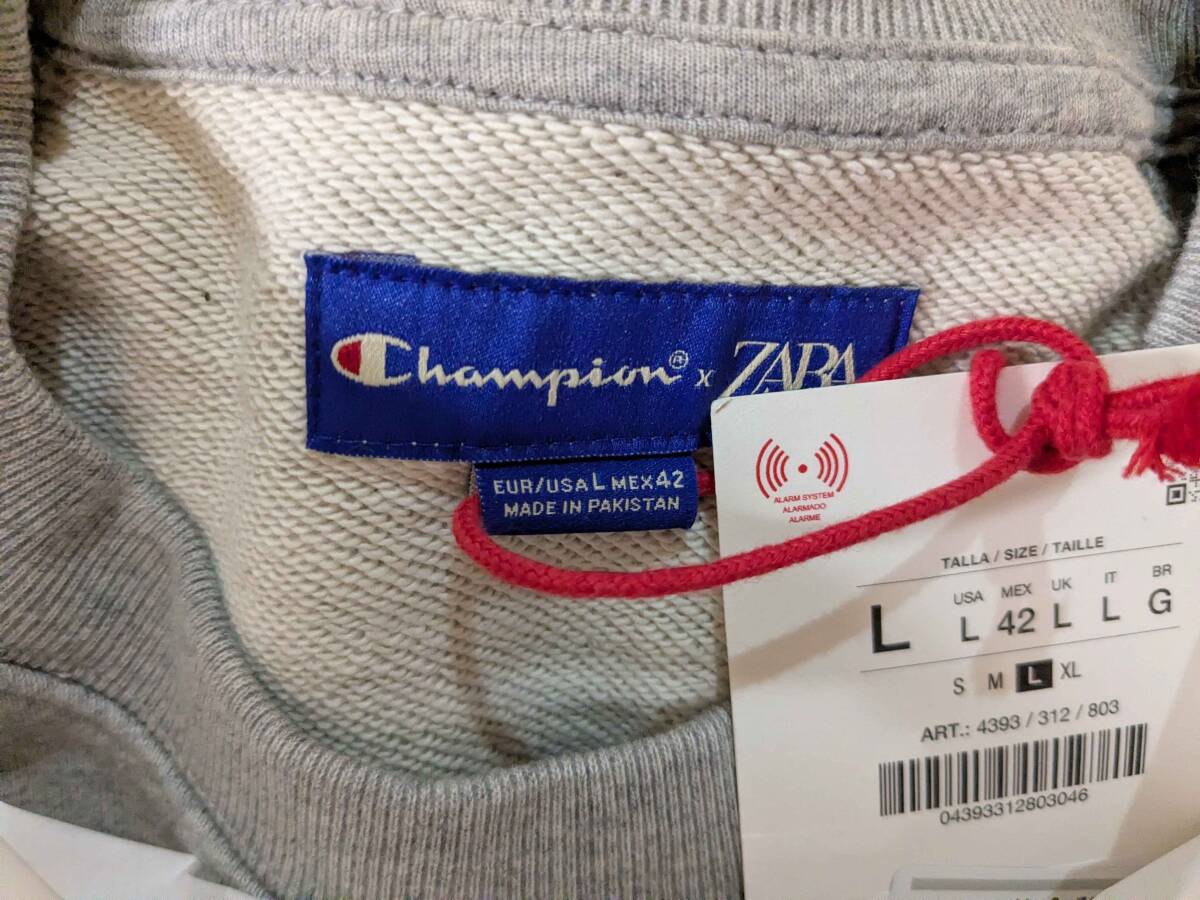 Champion® x ZARA
EUR/USA L MEX 42
MADE IN PAKISTAN
ALARM SYSTEM
ALARMADO
ALARME
TALLA / SIZE / TAILLE
USA MEX UK IT BR
L L 42 L L G
S M L XL
ART.: 4393 / 312 / 803
04393312803046